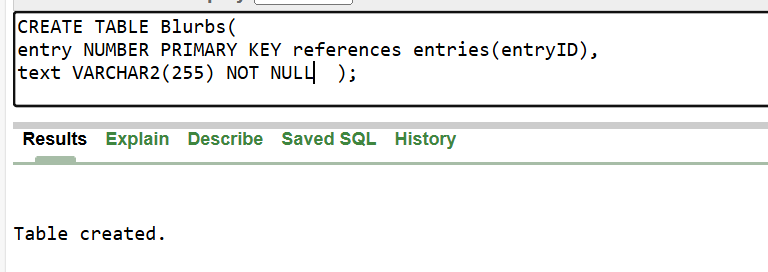 CREATE TABLE Blurbs(
entry NUMBER PRIMARY KEY references entries(entryID),
text VARCHAR2(255) NOT NULL  );
Results Explain Describe Saved SQL History
Table created.